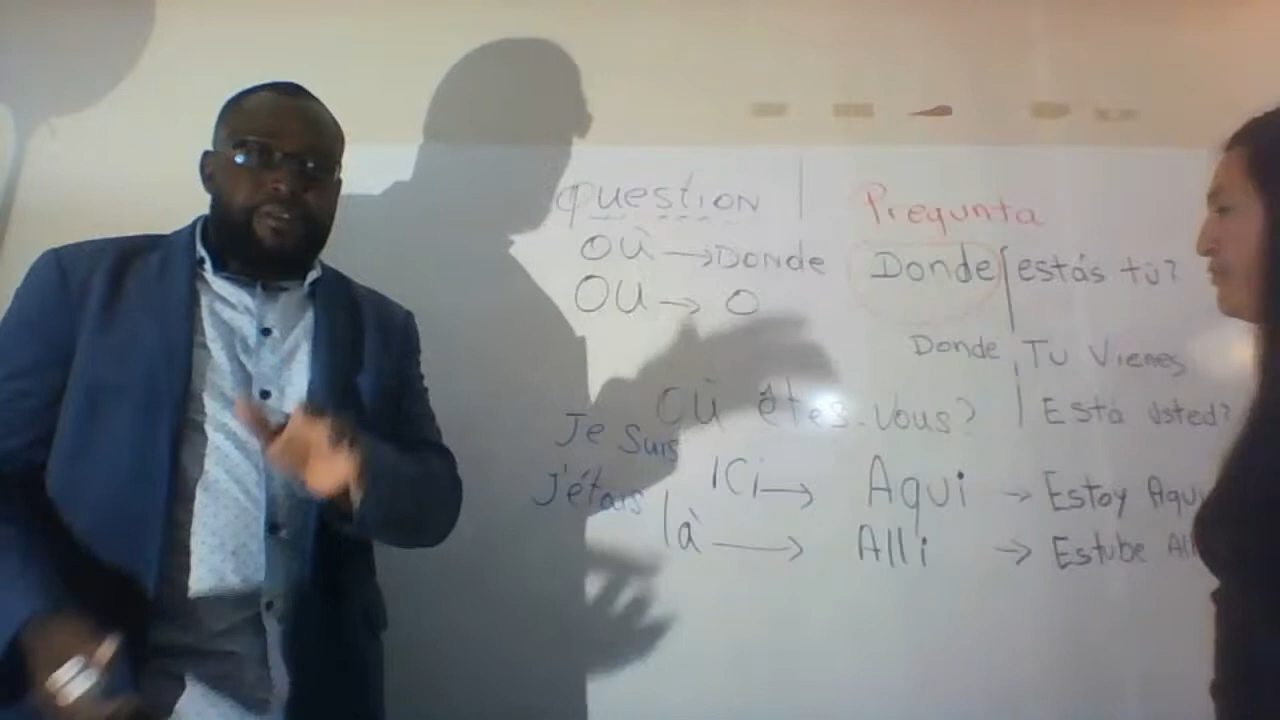 question | Pregunta
OÙ → DONDE Donde estás tú?
OU → O
Donde Tu Vienes
Où êtes-vous? Está usted?
Je suis
ICi → Aqui → Estoy Aqui
J'étais
là → Alli → Estube All